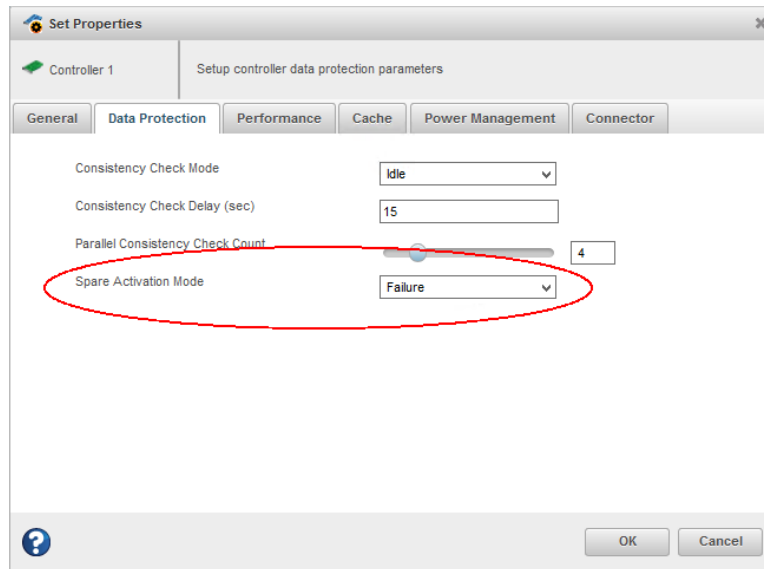 Set Properties
Controller 1
Setup controller data protection parameters
General Data Protection Performance Cache Power Management Connector
Consistency Check Mode Idle
Consistency Check Delay (sec) 15
Parallel Consistency Check Count 4
Spare Activation Mode Failure
? OK Cancel